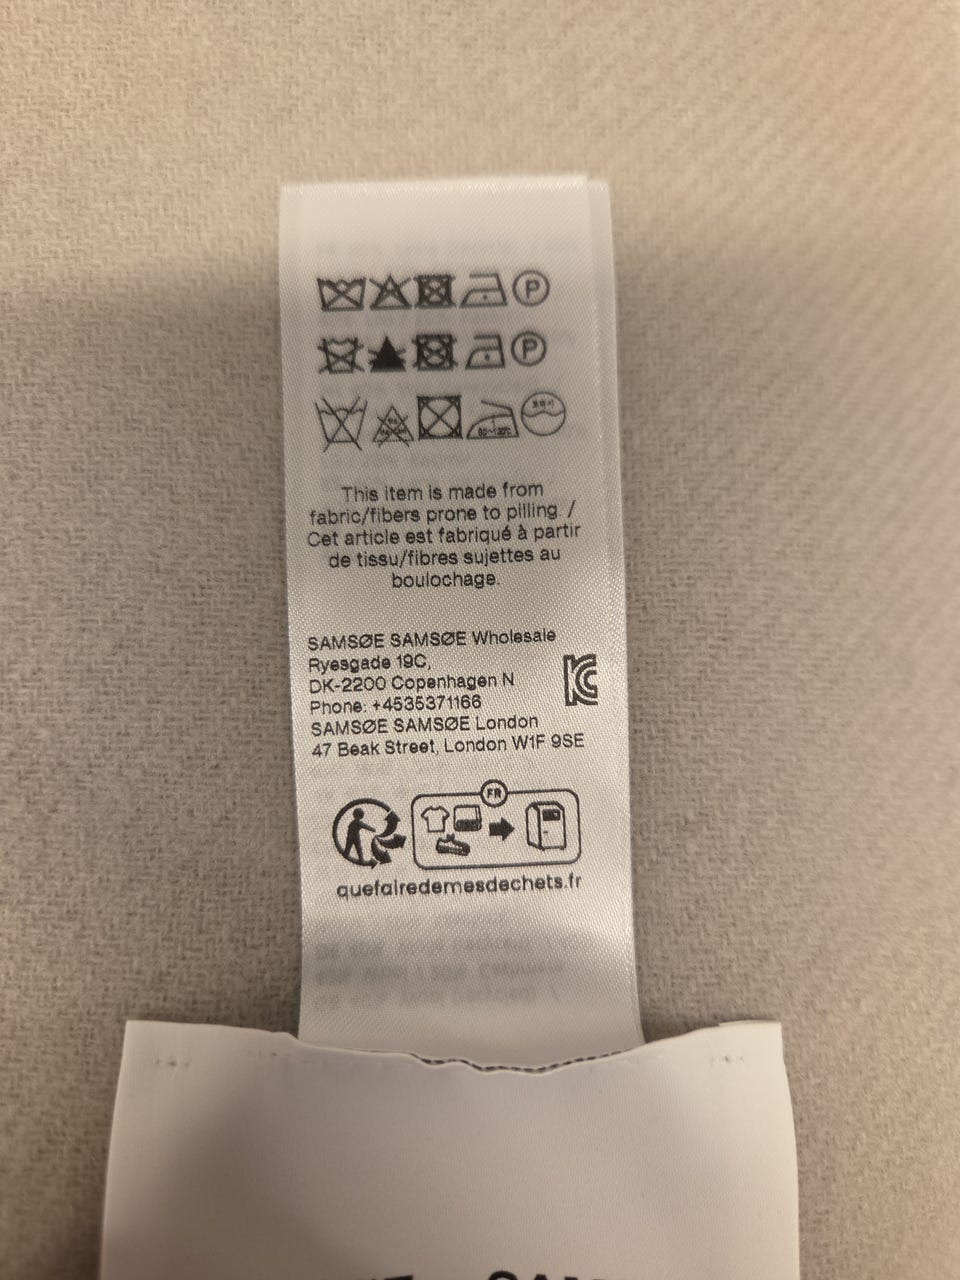 P
P
This item is made from
fabric/fibers prone to pilling /
Cet article est fabriqué à partir
de tissu/fibres sujettes au
boulochage.
SAMSØE SAMSØE Wholesale
Ryesgade 19C,
DK-2200 Copenhagen N
Phone: +4535371166
SAMSØE SAMSØE London
47 Beak Street, London W1F 9SE
FR
quefairedemesdechets.fr